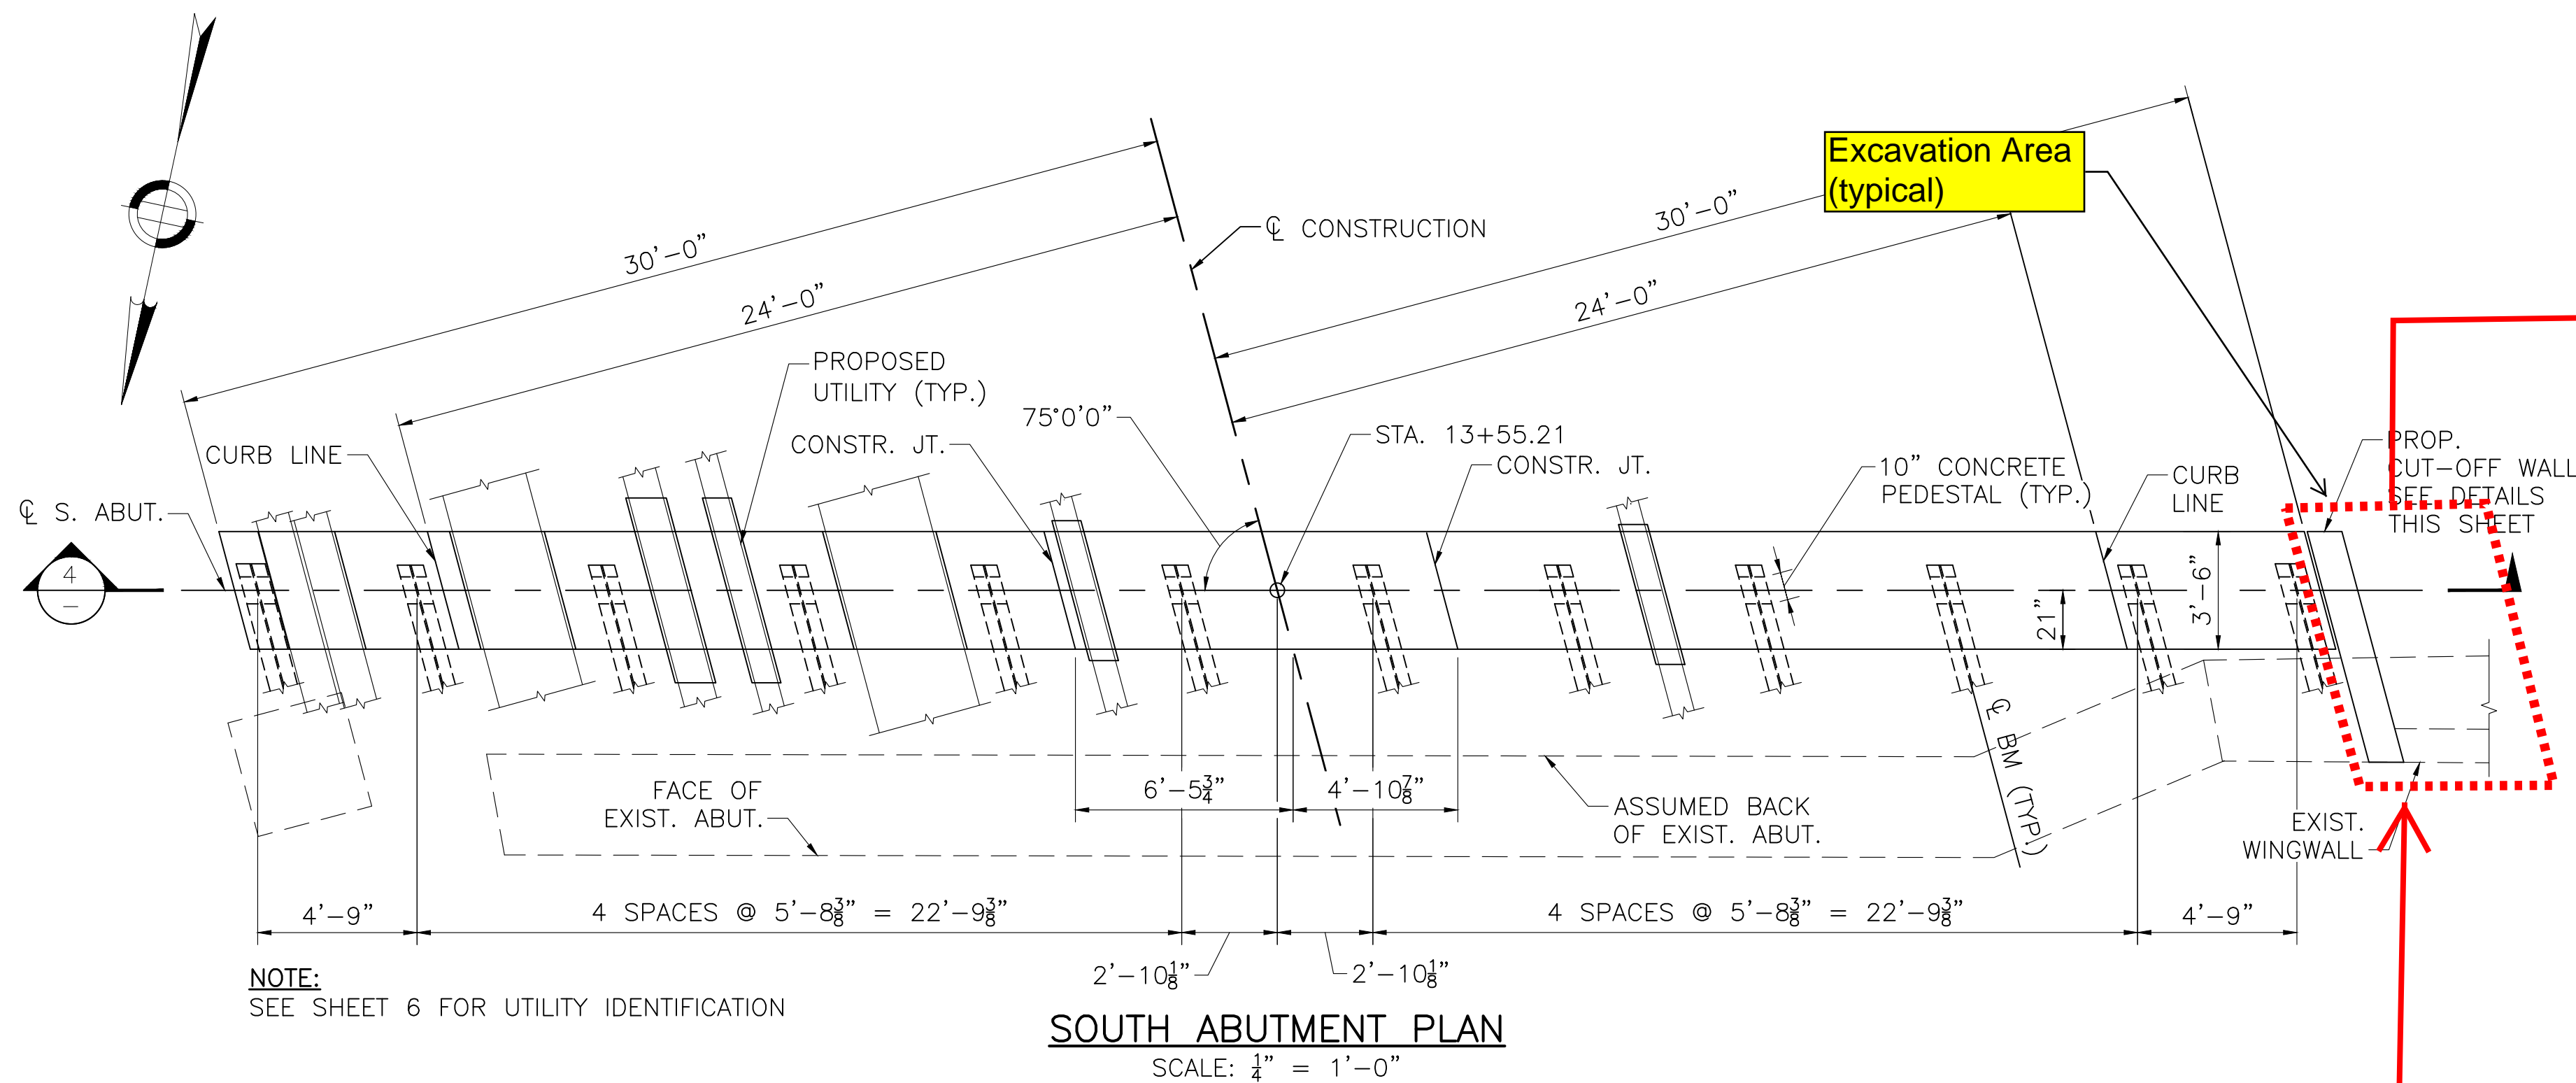 Excavation Area
(typical)
30'-0"
30'-0"
℄ CONSTRUCTION
24'-0"
24'-0"
PROPOSED
UTILITY (TYP.)
75°0'0"
CONSTR. JT.
STA. 13+55.21
CONSTR. JT.
CURB LINE
10" CONCRETE
PEDESTAL (TYP.)
CURB
LINE
PROP.
CUT-OFF WALL
SEE DETAILS
THIS SHEET
℄ S. ABUT.
4
–
21"
3'-6"
℄ BM (TYP.)
FACE OF
EXIST. ABUT.
6'-5¾"
4'-10⅞"
ASSUMED BACK
OF EXIST. ABUT.
EXIST.
WINGWALL
4'-9"
4 SPACES @ 5'-8⅜" = 22'-9⅜"
4 SPACES @ 5'-8⅜" = 22'-9⅜"
4'-9"
2'-10⅛"
2'-10⅛"
NOTE:
SEE SHEET 6 FOR UTILITY IDENTIFICATION
SOUTH ABUTMENT PLAN
SCALE: ¼" = 1'-0"